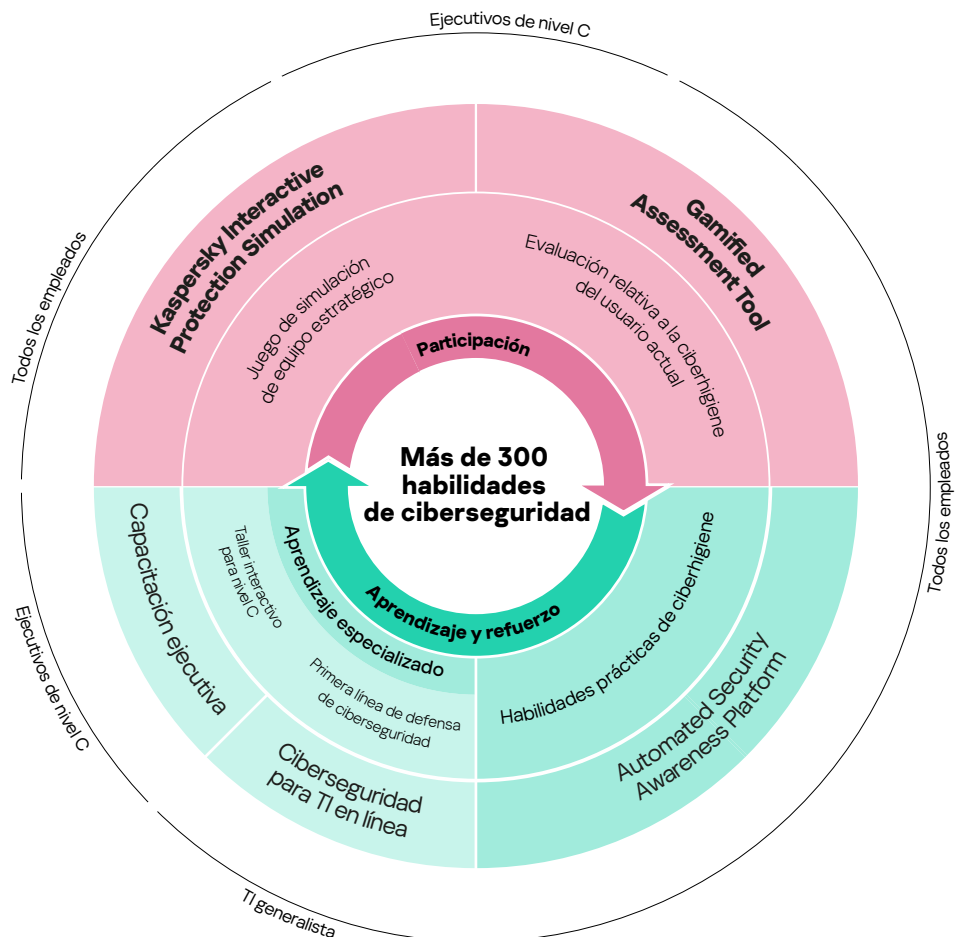 Ejecutivos de nivel C
Todos los empleados
Kaspersky Interactive
Protection Simulation
Gamified
Assessment Tool
Juego de simulación
de equipo estratégico
Evaluación relativa a la ciberhigiene
del usuario actual
Participación
Más de 300
habilidades
de ciberseguridad
Todos los empleados
Aprendizaje y refuerzo
Aprendizaje especializado
Taller interactivo
para nivel C
Capacitación ejecutiva
Ejecutivos de nivel C
Primera línea de defensa
de ciberseguridad
Habilidades prácticas de ciberhigiene
Automated Security
Awareness Platform
Ciberseguridad
para TI en línea
TI generalista